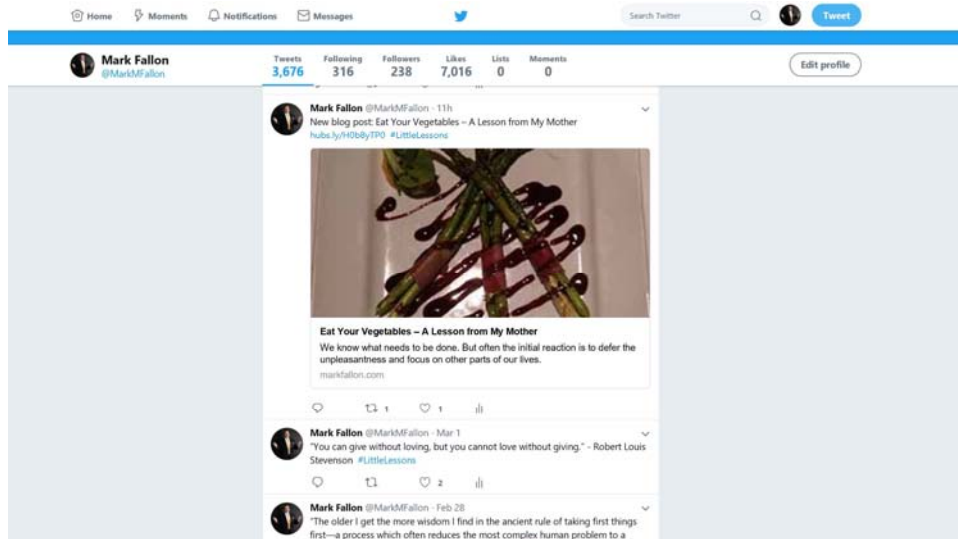 Home Moments Notifications Messages Search Twitter Tweet
Mark Fallon
@MarkMFallon
Tweets Following Followers Likes Lists Moments
3,676 316 238 7,016 0 0
Edit profile
Mark Fallon @MarkMFallon · 11h
New blog post: Eat Your Vegetables – A Lesson from My Mother
hubs.ly/H0b8yTP0 #LittleLessons
Eat Your Vegetables – A Lesson from My Mother
We know what needs to be done. But often the initial reaction is to defer the
unpleasantness and focus on other parts of our lives.
markfallon.com
1 1
Mark Fallon @MarkMFallon · Mar 1
"You can give without loving, but you cannot love without giving." - Robert Louis
Stevenson #LittleLessons
2
Mark Fallon @MarkMFallon · Feb 28
"The older I get the more wisdom I find in the ancient rule of taking first things
first—a process which often reduces the most complex human problem to a